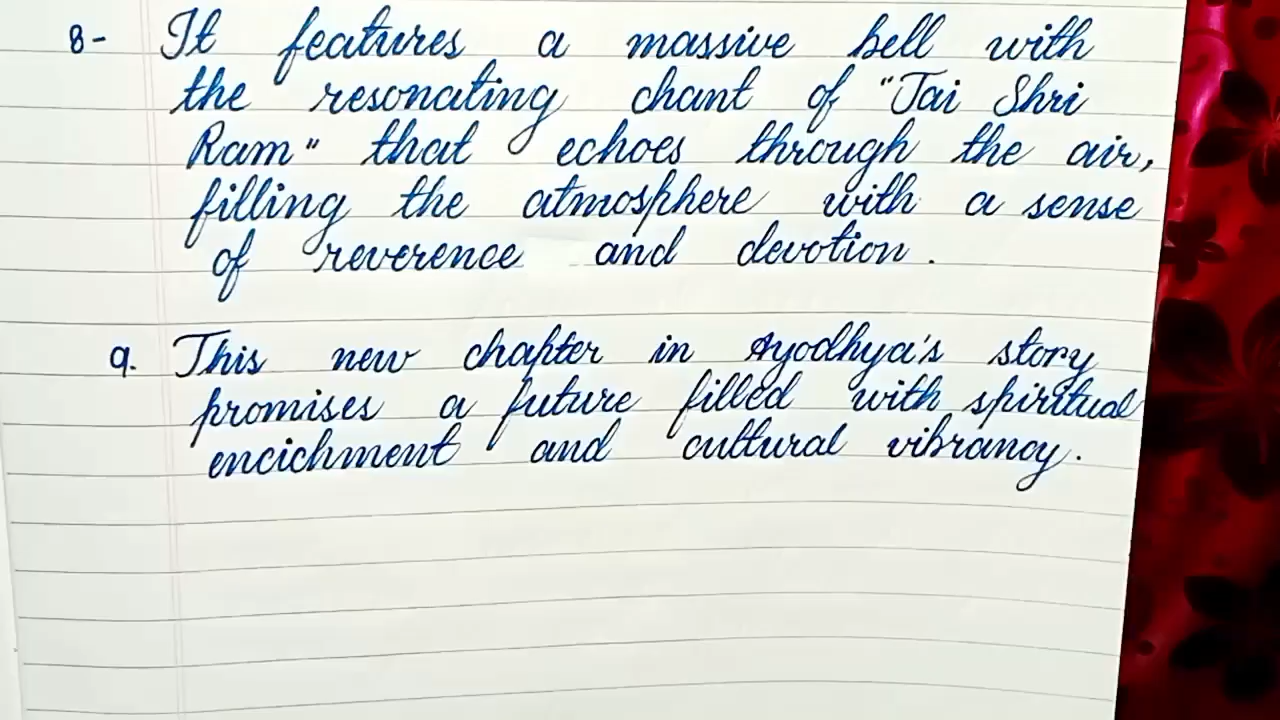 8- It features a massive bell with
the resonating chant of "Jai Shri
Ram" that echoes through the air,
filling the atmosphere with a sense
of reverence and devotion.
9. This new chapter in Ayodhya's story
promises a future filled with spiritual
encichment and cultural vibrancy.